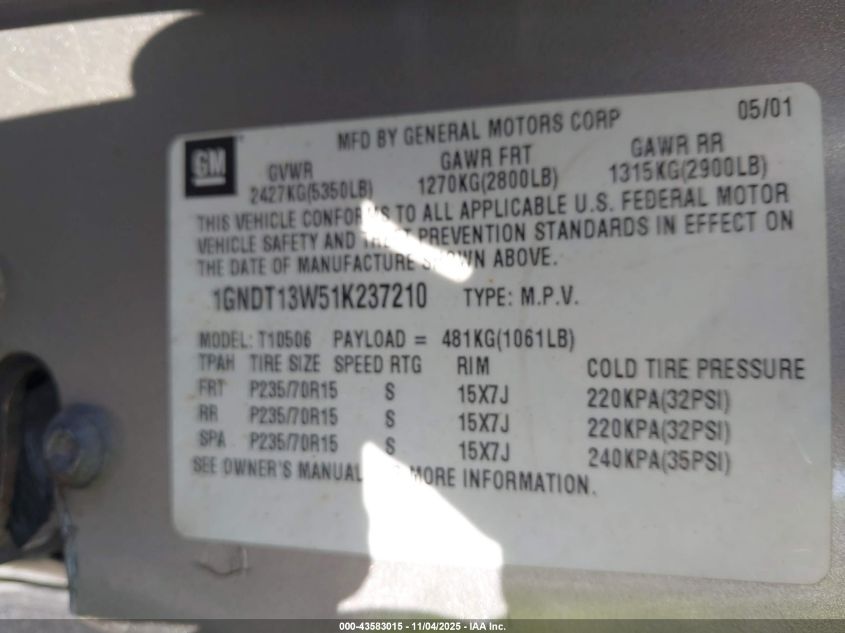 05/01
MFD BY GENERAL MOTORS CORP
GM
GVWR GAWR FRT GAWR RR
2427KG(5350LB) 1270KG(2800LB) 1315KG(2900LB)
THIS VEHICLE CONFORMS TO ALL APPLICABLE U.S. FEDERAL MOTOR
VEHICLE SAFETY AND THEFT PREVENTION STANDARDS IN EFFECT ON
THE DATE OF MANUFACTURE SHOWN ABOVE.
1GNDT13W51K237210 TYPE: M.P.V.
MODEL: T10506 PAYLOAD = 481KG(1061LB)
TPAH TIRE SIZE SPEED RTG RIM COLD TIRE PRESSURE
FRT P235/70R15 S 15X7J 220KPA(32PSI)
RR P235/70R15 S 15X7J 220KPA(32PSI)
SPA P235/70R15 S 15X7J 240KPA(35PSI)
SEE OWNER'S MANUAL MORE INFORMATION.
000-43583015 - 11/04/2025 - IAA Inc.